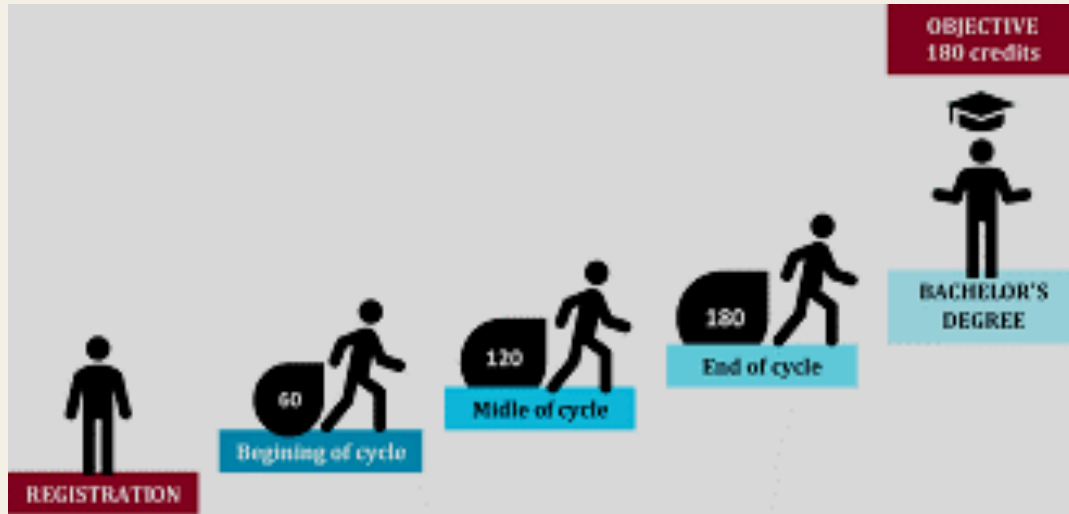 OBJECTIVE
180 credits
180
BACHELOR'S
DEGREE
120
End of cycle
60
Midle of cycle
Begining of cycle
REGISTRATION